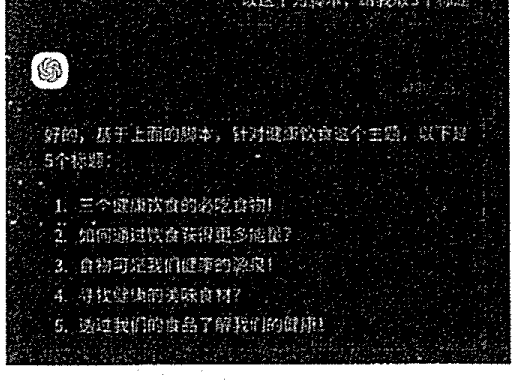 好的，基于上面的脚本，针对健康饮食这个主题，以下是
5个标题：
1. 三个健康饮食的必吃食物！
2. 如何通过饮食获得更多能量？
3. 食物可是我们健康的
4. 寻找健康的美味食材？
5. 透过我们的食品了解我们的健康！